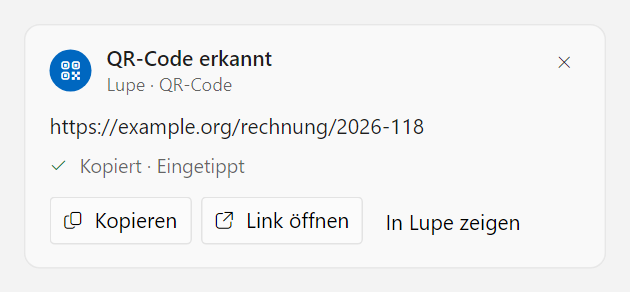 QR-Code erkannt
Lupe · QR-Code
https://example.org/rechnung/2026-118
Kopiert · Eingetippt
Kopieren
Link öffnen
In Lupe zeigen